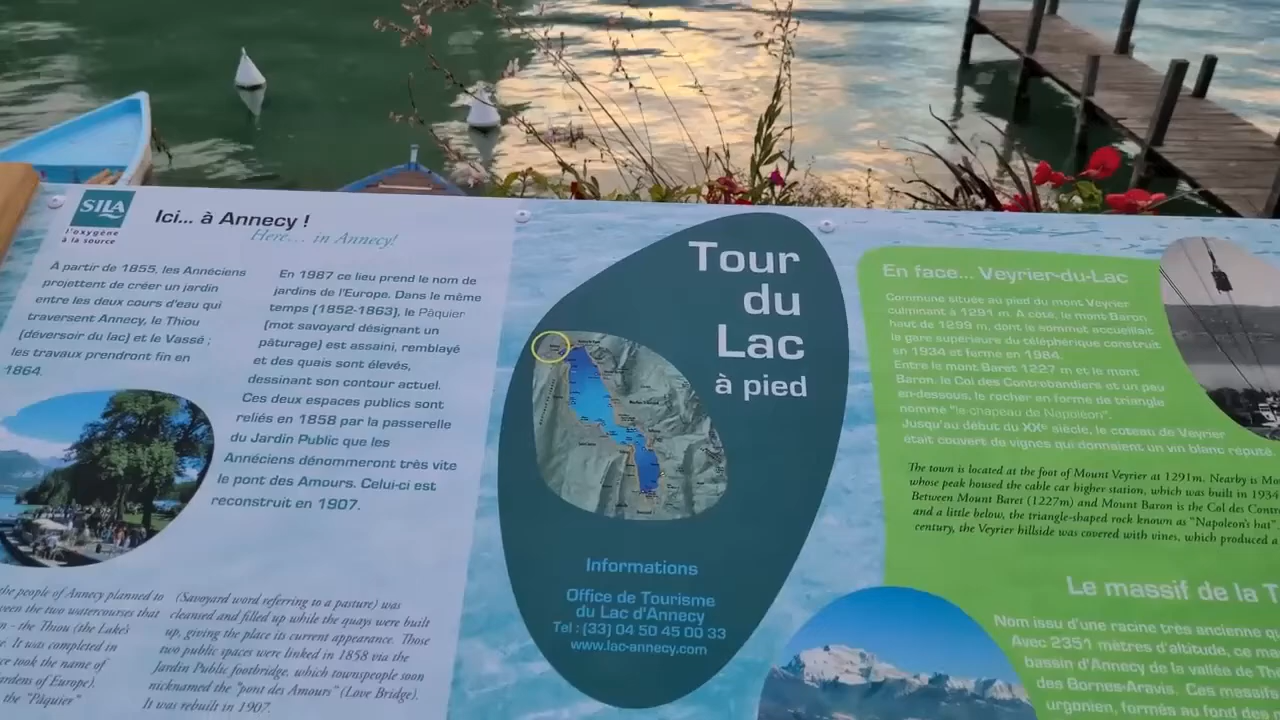 SILA
l'oxygène
à la source
Ici... à Annecy !
Here... in Annecy!
À partir de 1855, les Annéciens
projettent de créer un jardin
entre les deux cours d'eau qui
traversent Annecy, le Thiou
(déversoir du lac) et le Vassé ;
les travaux prendront fin en
1864.
En 1987 ce lieu prend le nom de
jardins de l'Europe. Dans le même
temps (1852-1863), le Pâquier
(mot savoyard désignant un
pâturage) est assaini, remblayé
et des quais sont élevés,
dessinant son contour actuel.
Ces deux espaces publics sont
reliés en 1858 par la passerelle
du Jardin Public que les
Annéciens dénommeront très vite
le pont des Amours. Celui-ci est
reconstruit en 1907.
the people of Annecy planned to
the two watercourses that
- the Thiou (the Lake's
It was completed in
took the name of
of Europe).
the "Pâquier"
(Savoyard word referring to a pasture) was
cleansed and filled up while the quays were built
up, giving the place its current appearance. Those
two public spaces were linked in 1858 via the
Jardin Public footbridge, which townspeople soon
nicknamed the "pont des Amours" (Love Bridge).
It was rebuilt in 1907.
Tour
du
Lac
à pied
Informations
Office de Tourisme
du Lac d'Annecy
Tel : (33) 04 50 45 00 33
www.lac-annecy.com
En face... Veyrier-du-Lac
Commune située au pied du mont Veyrier
culminant à 1291 m. A côté, le mont Baron,
haut de 1299 m, dont le sommet accueillait
la gare supérieure du téléphérique construit
en 1934 et fermé en 1984.
Entre le mont Baret 1227 m et le mont
Baron, le Col des Contrebandiers et un peu
en-dessous, le rocher en forme de triangle
nommé "le chapeau de Napoléon".
Jusqu'au début du XXe siècle, le coteau de Veyrier
était couvert de vignes qui donnaient un vin blanc réputé.
The town is located at the foot of Mount Veyrier at 1291m. Nearby is
whose peak housed the cable car higher station, which was built in 1934
Between Mount Baret (1227m) and Mount Baron is the Col des
and a little below, the triangle-shaped rock known as "Napoleon's hat"
century, the Veyrier hillside was covered with vines, which produced a
Le massif de la
Nom issu d'une racine très ancienne
Avec 2351 mètres d'altitude, ce
bassin d'Annecy de la vallée de
des Bornes-Aravis. Ces
urgonien, formés au fond des